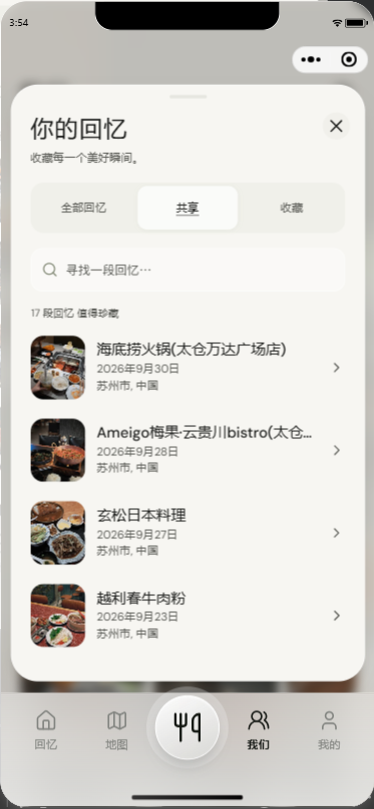 3:54
你的回忆
收藏每一个美好瞬间。
全部回忆
共享
收藏
寻找一段回忆…
17 段回忆 值得珍藏
海底捞火锅(太仓万达广场店)
2026年9月30日
苏州市, 中国
Ameigo梅果·云贵川bistro(太仓...
2026年9月28日
苏州市, 中国
玄松日本料理
2026年9月27日
苏州市, 中国
越利春牛肉粉
2026年9月23日
苏州市, 中国
回忆
地图
我们
我的